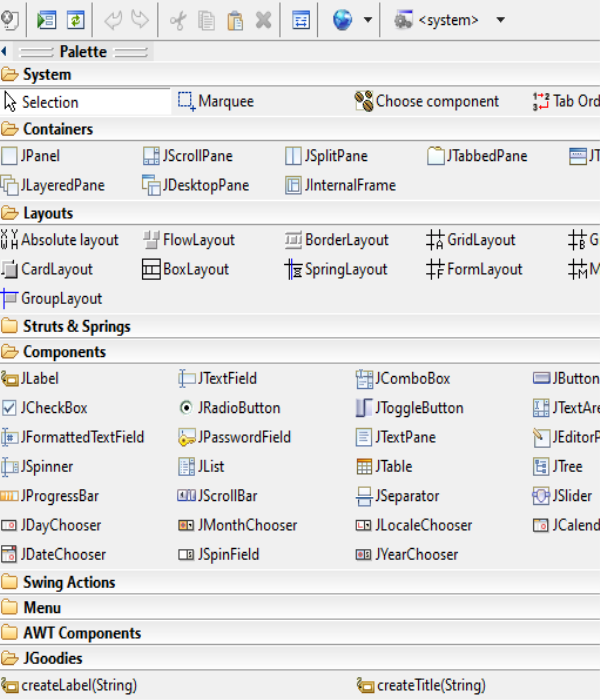 <system>
Palette
System
Selection Marquee Choose component Tab Ord
Containers
JPanel JScrollPane JSplitPane JTabbedPane JT
JLayeredPane JDesktopPane JInternalFrame
Layouts
Absolute layout FlowLayout BorderLayout GridLayout G
CardLayout BoxLayout SpringLayout FormLayout M
GroupLayout
Struts & Springs
Components
JLabel JTextField JComboBox JButton
JCheckBox JRadioButton JToggleButton JTextAre
JFormattedTextField JPasswordField JTextPane JEditorP
JSpinner JList JTable JTree
JProgressBar JScrollBar JSeparator JSlider
JDayChooser JMonthChooser JLocaleChooser JCalend
JDateChooser JSpinField JYearChooser
Swing Actions
Menu
AWT Components
JGoodies
createLabel(String) createTitle(String)